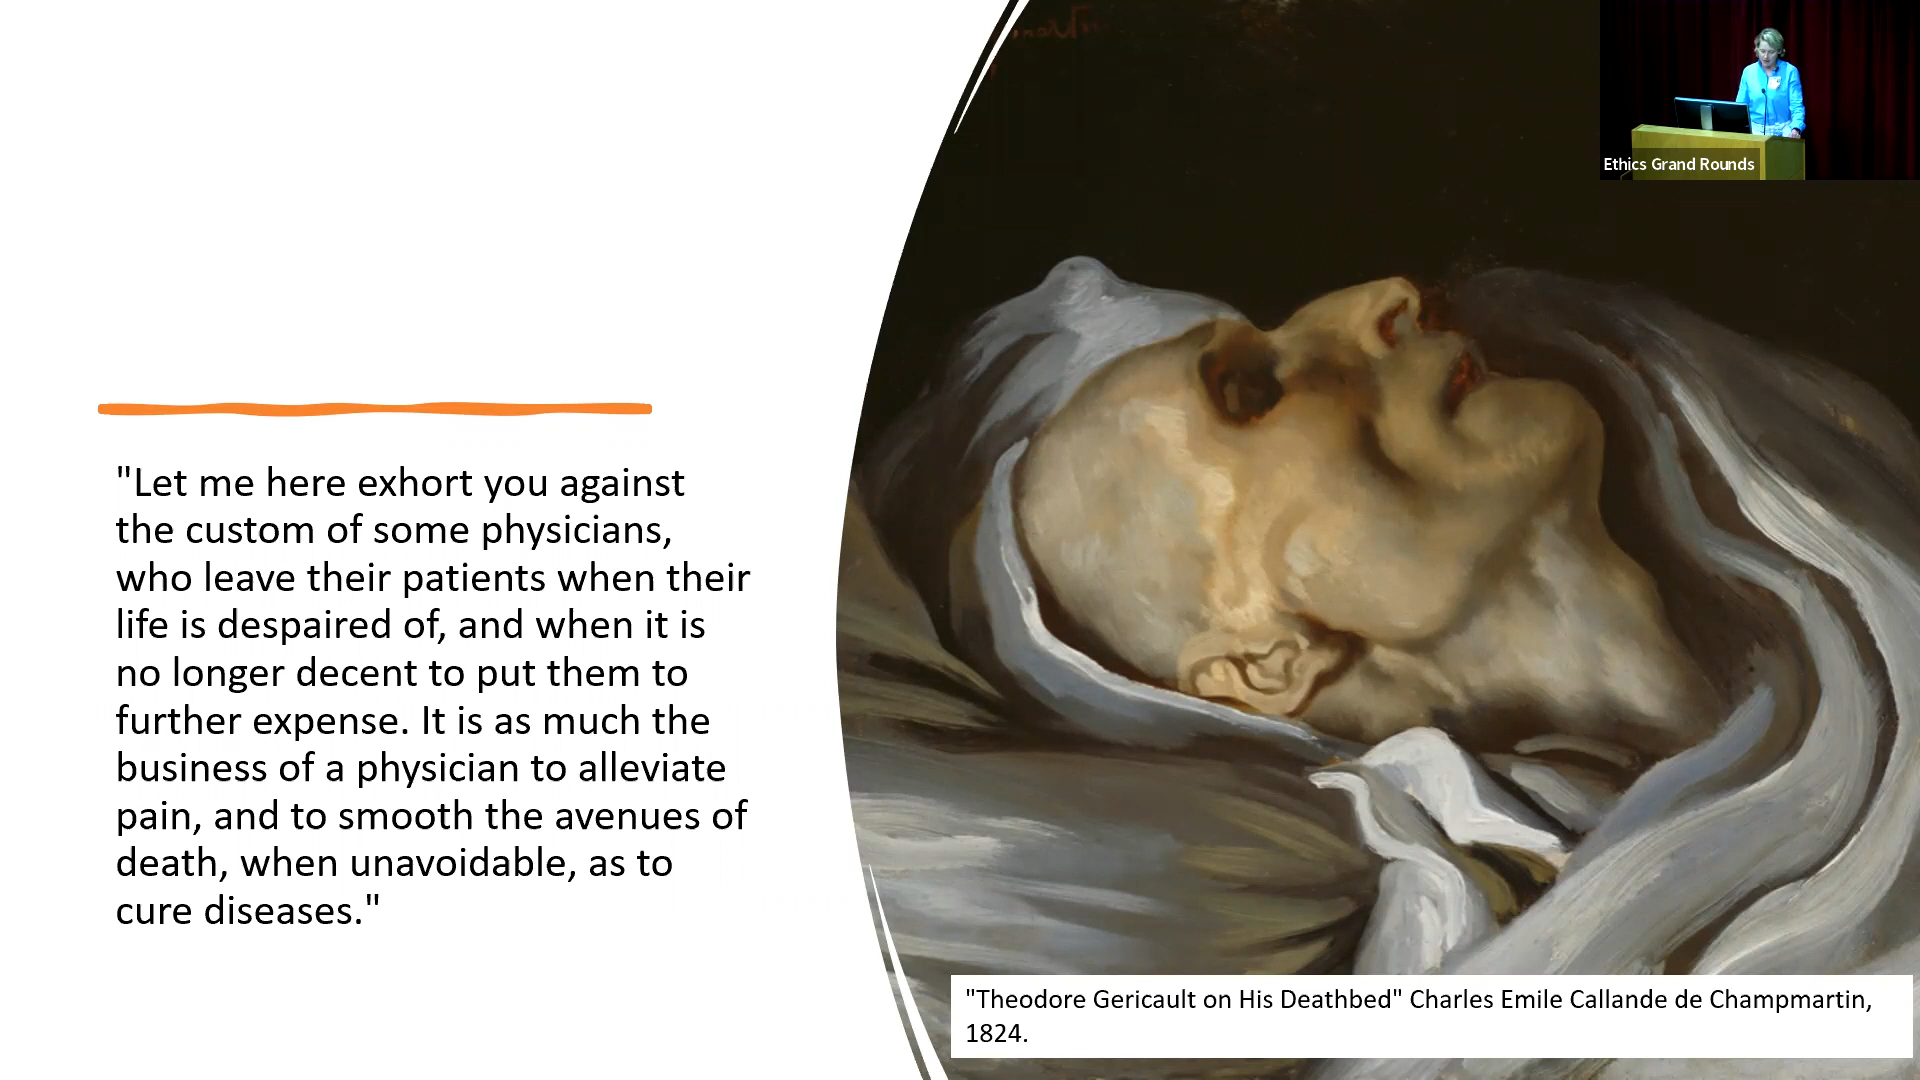 Ethics Grand Rounds
"Let me here exhort you against
the custom of some physicians,
who leave their patients when their
life is despaired of, and when it is
no longer decent to put them to
further expense. It is as much the
business of a physician to alleviate
pain, and to smooth the avenues of
death, when unavoidable, as to
cure diseases."
"Theodore Gericault on His Deathbed" Charles Emile Callande de Champmartin,
1824.